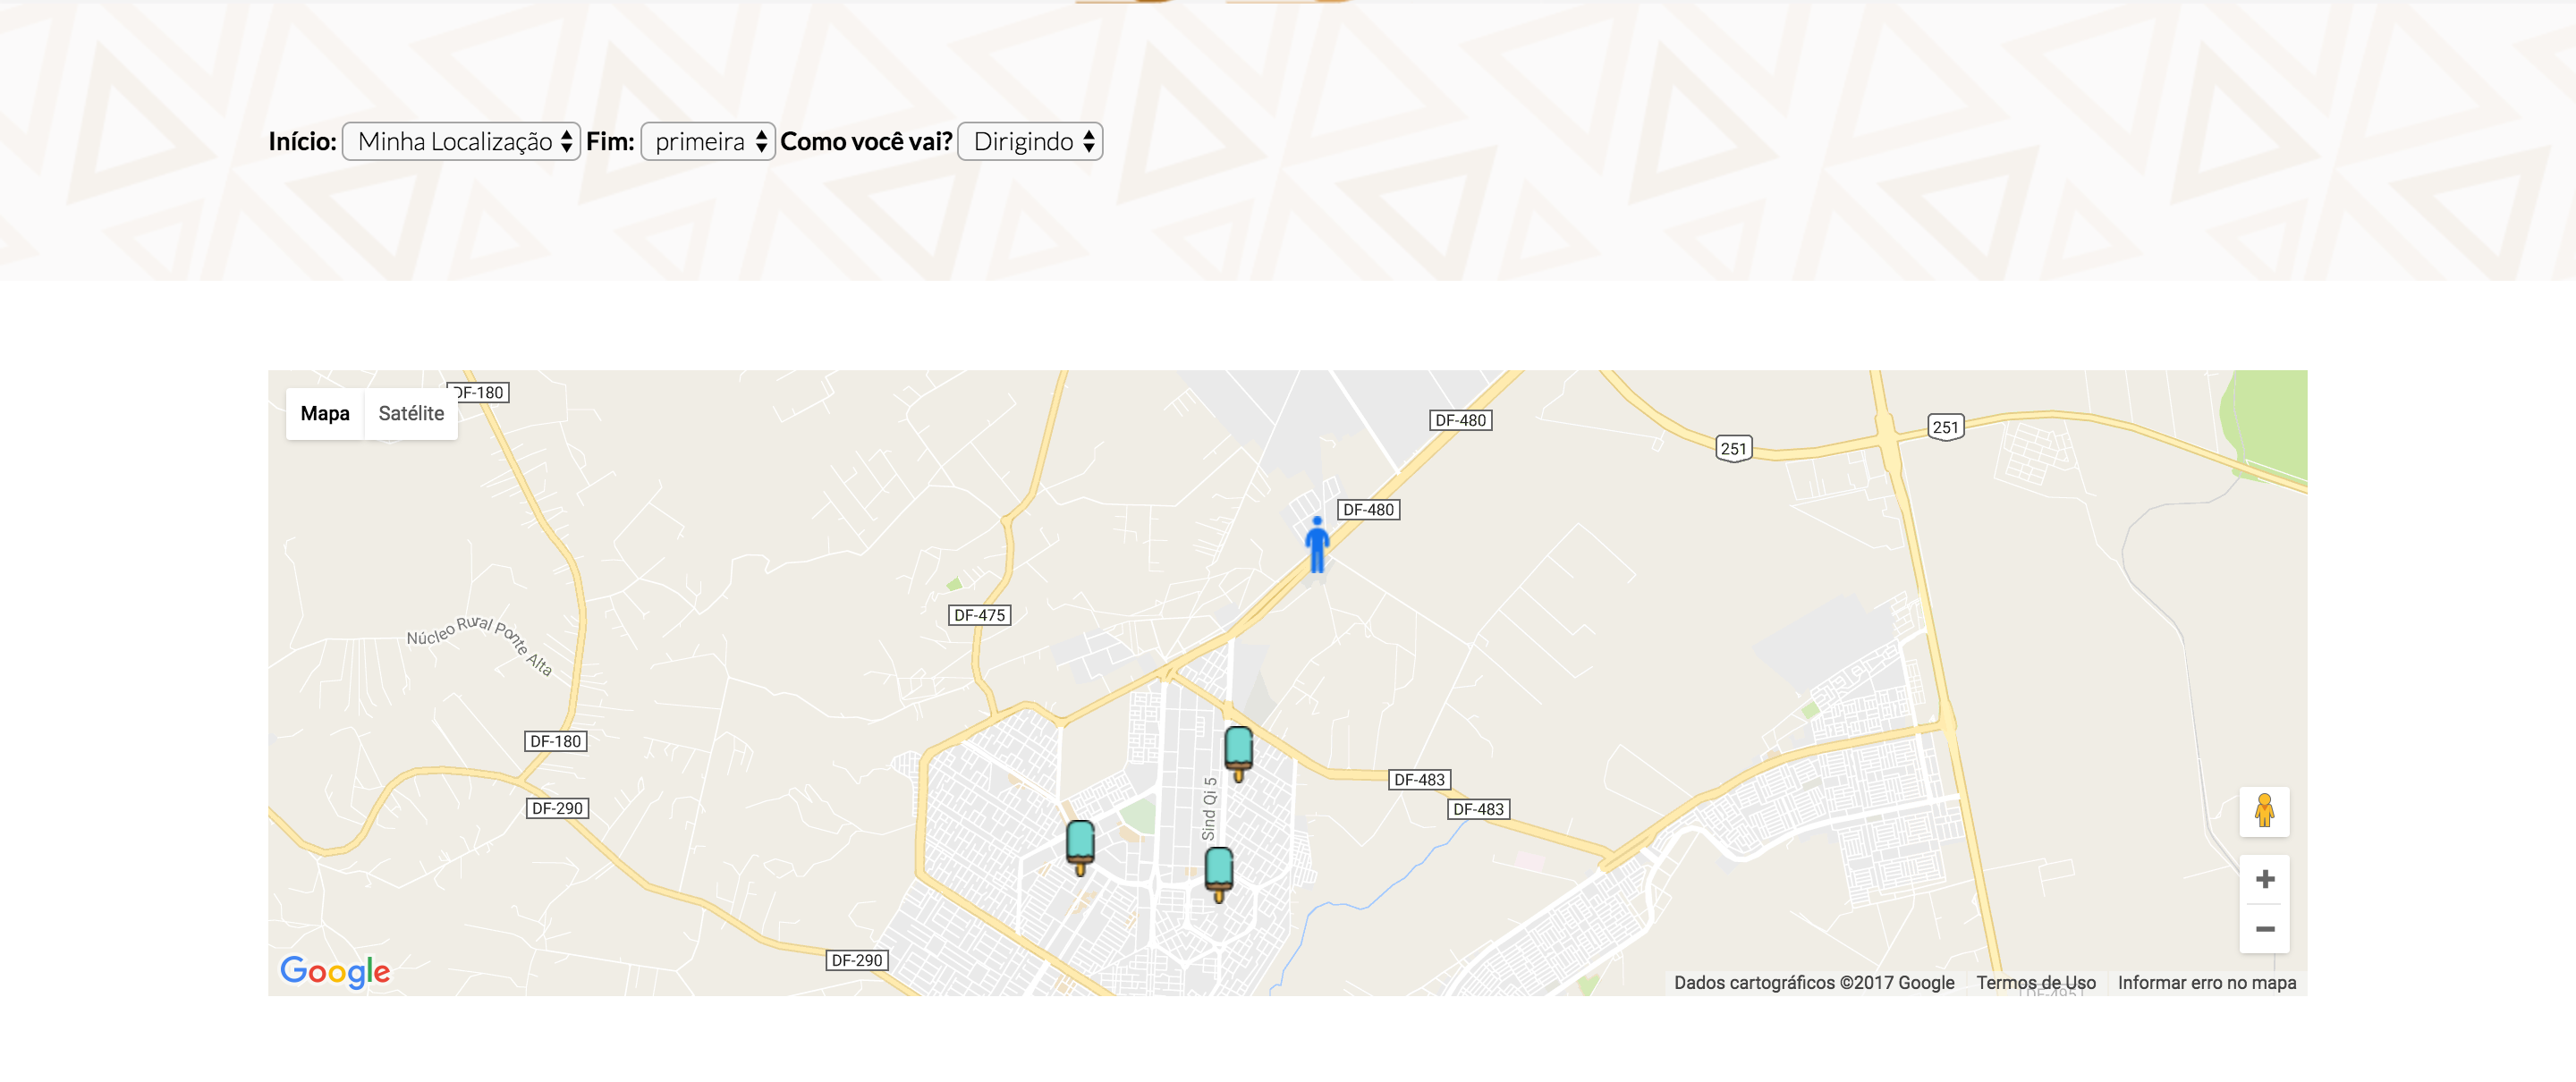 Início: Minha Localização Fim: primeira Como você vai? Dirigindo
Mapa Satélite
DF-180
DF-480
251
251
DF-480
DF-475
Núcleo Rural Ponte Alta
DF-180
DF-483
Sind Qi 5
DF-290
DF-483
DF-290
Google
Dados cartográficos ©2017 Google Termos de Uso Informar erro no mapa